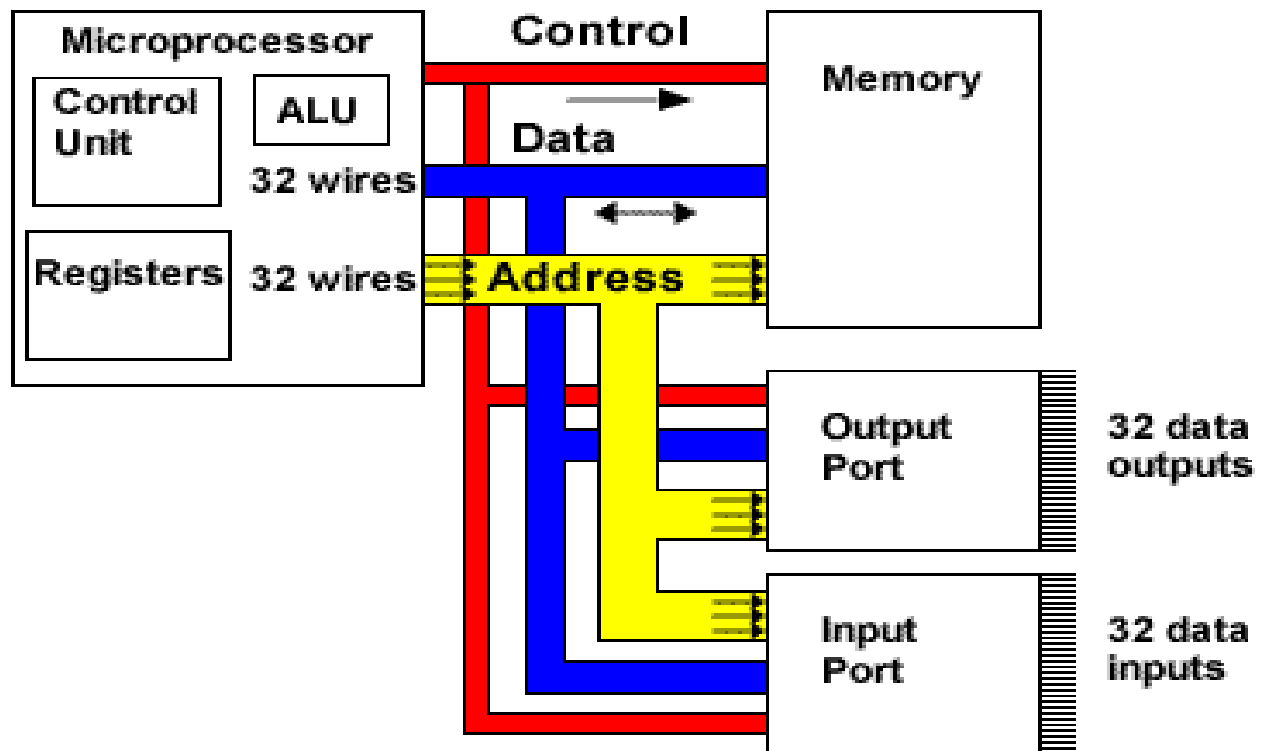 Microprocessor
Control
Unit
ALU
32 wires
Registers
32 wires
Control
Data
Address
Memory
Output
Port
32 data
outputs
Input
Port
32 data
inputs